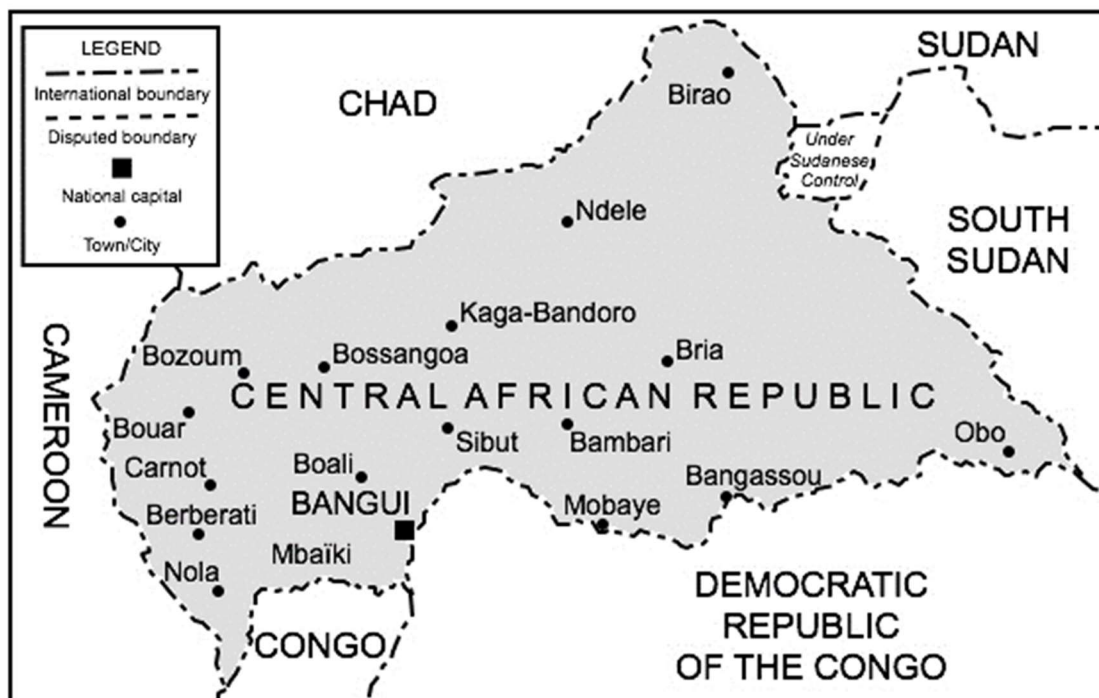 LEGEND
International boundary
Disputed boundary
National capital
Town/City
SUDAN
CHAD
Birao
Under
Sudanese
Control
Ndele
SOUTH
SUDAN
Kaga-Bandoro
CAMEROON
Bozoum
Bossangoa
Bria
CENTRAL AFRICAN REPUBLIC
Bouar
Sibut
Bambari
Obo
Carnot
Boali
Bangassou
BANGUI
Berberati
Mobaye
Mbaïki
Nola
DEMOCRATIC
REPUBLIC
OF THE CONGO
CONGO